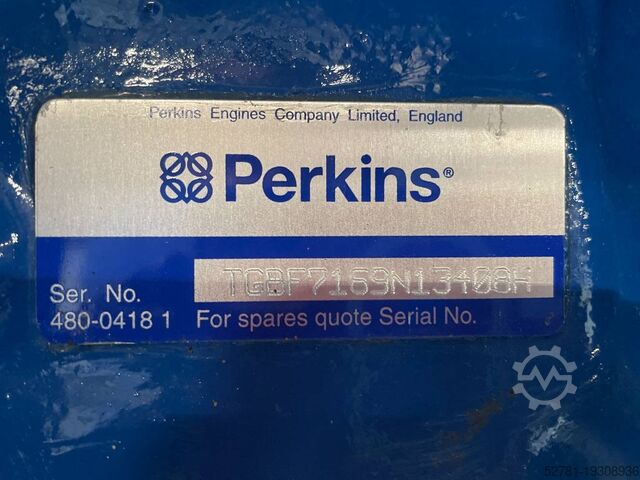 Perkins Engines Company Limited, England
Perkins®
Ser. No. TGBF7169N13408H
480-0418 1 For spares quote Serial No.
52781-19308936